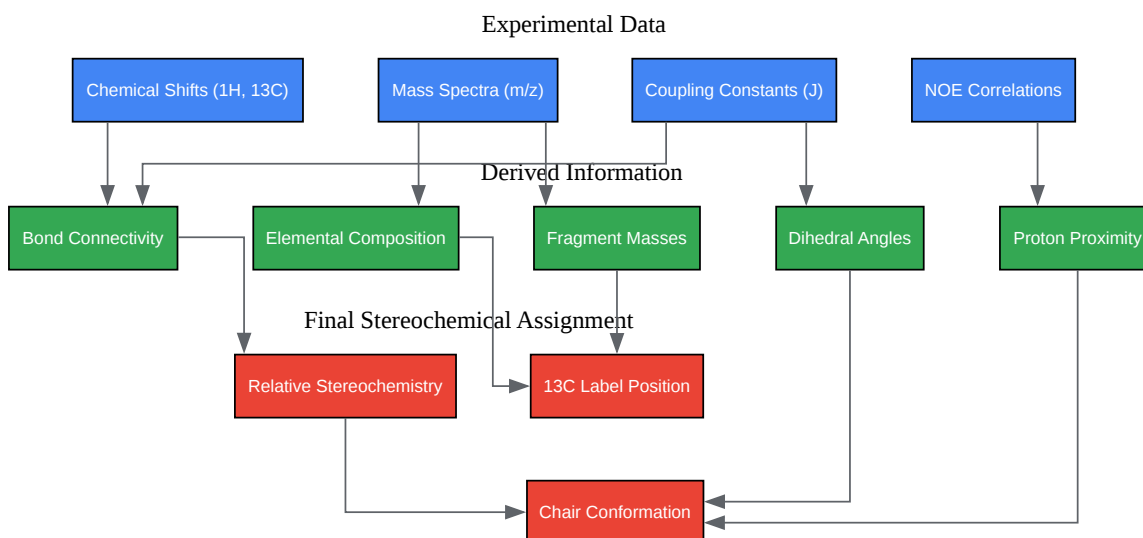 Experimental Data
Chemical Shifts (1H, 13C)
Mass Spectra (m/z)
Coupling Constants (J)
NOE Correlations
Derived Information
Bond Connectivity
Elemental Composition
Fragment Masses
Dihedral Angles
Proton Proximity
Final Stereochemical Assignment
Relative Stereochemistry
13C Label Position
Chair Conformation